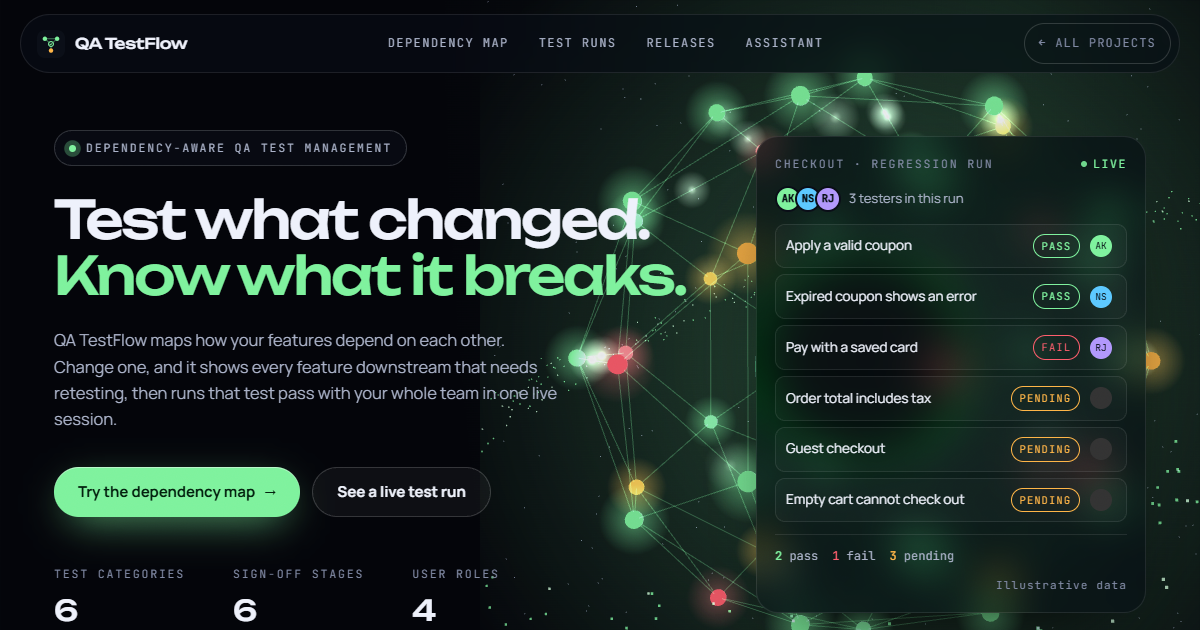 QA TestFlow
DEPENDENCY MAP
TEST RUNS
RELEASES
ASSISTANT
← ALL PROJECTS
DEPENDENCY-AWARE QA TEST MANAGEMENT
Test what changed.
Know what it breaks.
QA TestFlow maps how your features depend on each other.
Change one, and it shows every feature downstream that needs
retesting, then runs that test pass with your whole team in one live
session.
Try the dependency map →
See a live test run
TEST CATEGORIES
6
SIGN-OFF STAGES
6
USER ROLES
4
CHECKOUT · REGRESSION RUN
LIVE
AK NS RJ 3 testers in this run
Apply a valid coupon PASS AK
Expired coupon shows an error PASS NS
Pay with a saved card FAIL RJ
Order total includes tax PENDING
Guest checkout PENDING
Empty cart cannot check out PENDING
2 pass 1 fail 3 pending
Illustrative data